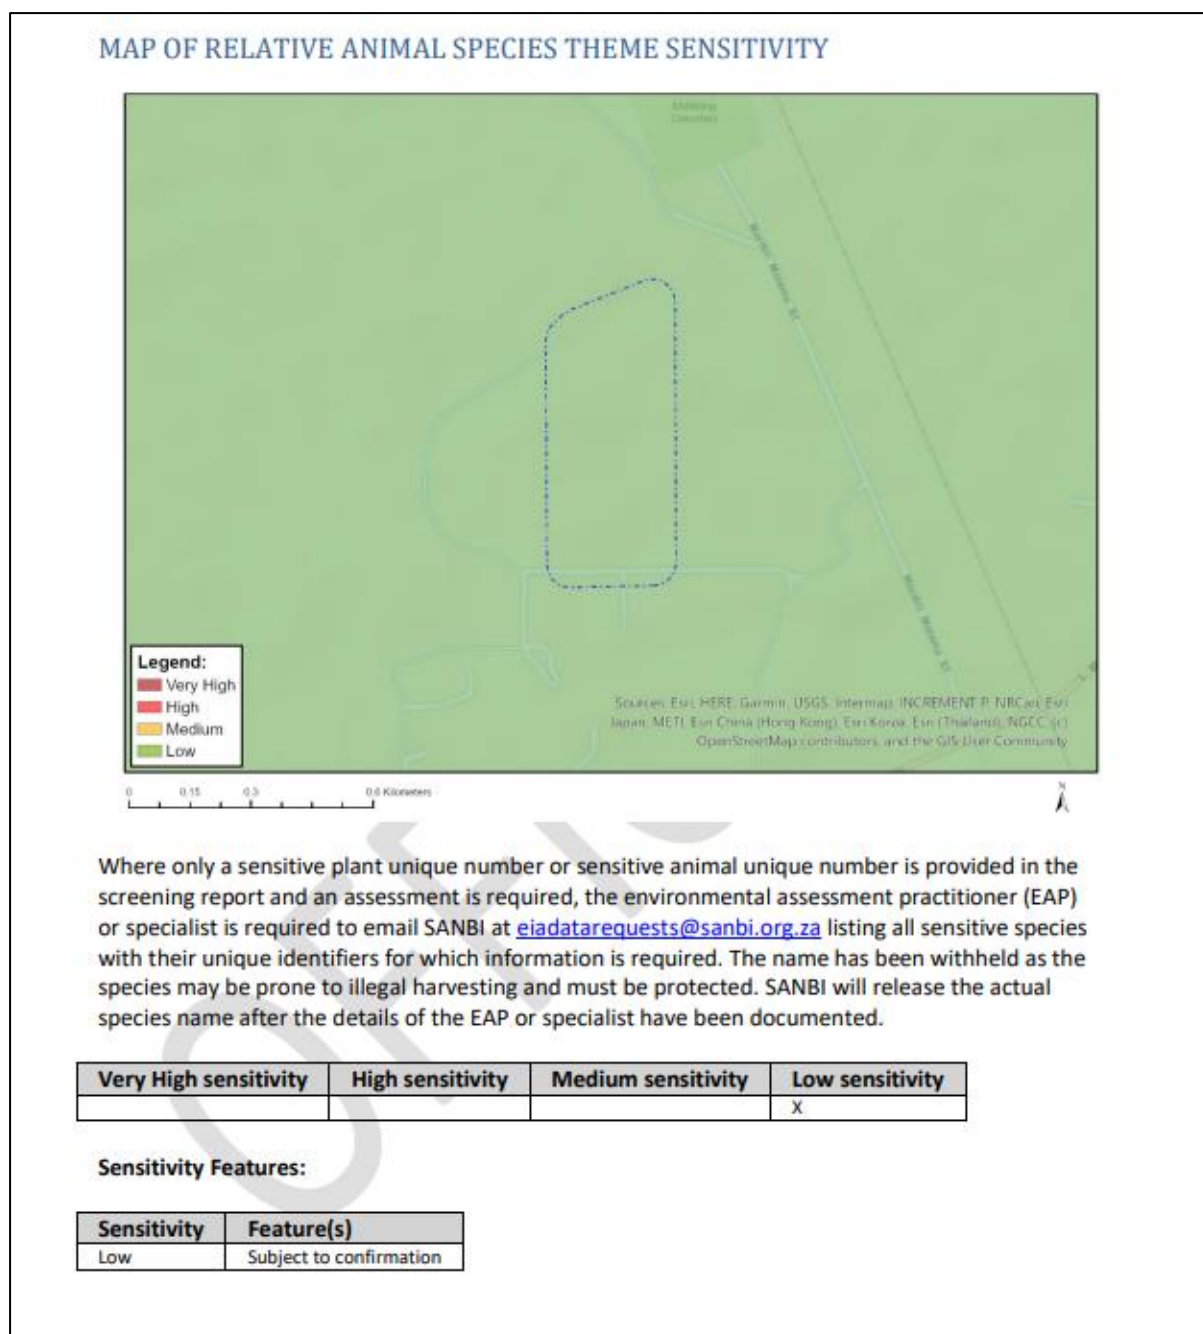 MAP OF RELATIVE ANIMAL SPECIES THEME SENSITIVITY
Legend:
Very High
High
Medium
Low
Sources: Esri, HERE, Garmin, USGS, Intermap, INCREMENT P, NRCan, Esri
Japan, METI, Esri China (Hong Kong), Esri Korea, Esri (Thailand), NGCC, (c)
OpenStreetMap contributors, and the GIS User Community
0 0.15 0.3 0.6 Kilometers
N
Where only a sensitive plant unique number or sensitive animal unique number is provided in the
screening report and an assessment is required, the environmental assessment practitioner (EAP)
or specialist is required to email SANBI at eiadatarequests@sanbi.org.za listing all sensitive species
with their unique identifiers for which information is required. The name has been withheld as the
species may be prone to illegal harvesting and must be protected. SANBI will release the actual
species name after the details of the EAP or specialist have been documented.
Very High sensitivity High sensitivity Medium sensitivity Low sensitivity
X
Sensitivity Features:
Sensitivity Feature(s)
Low Subject to confirmation